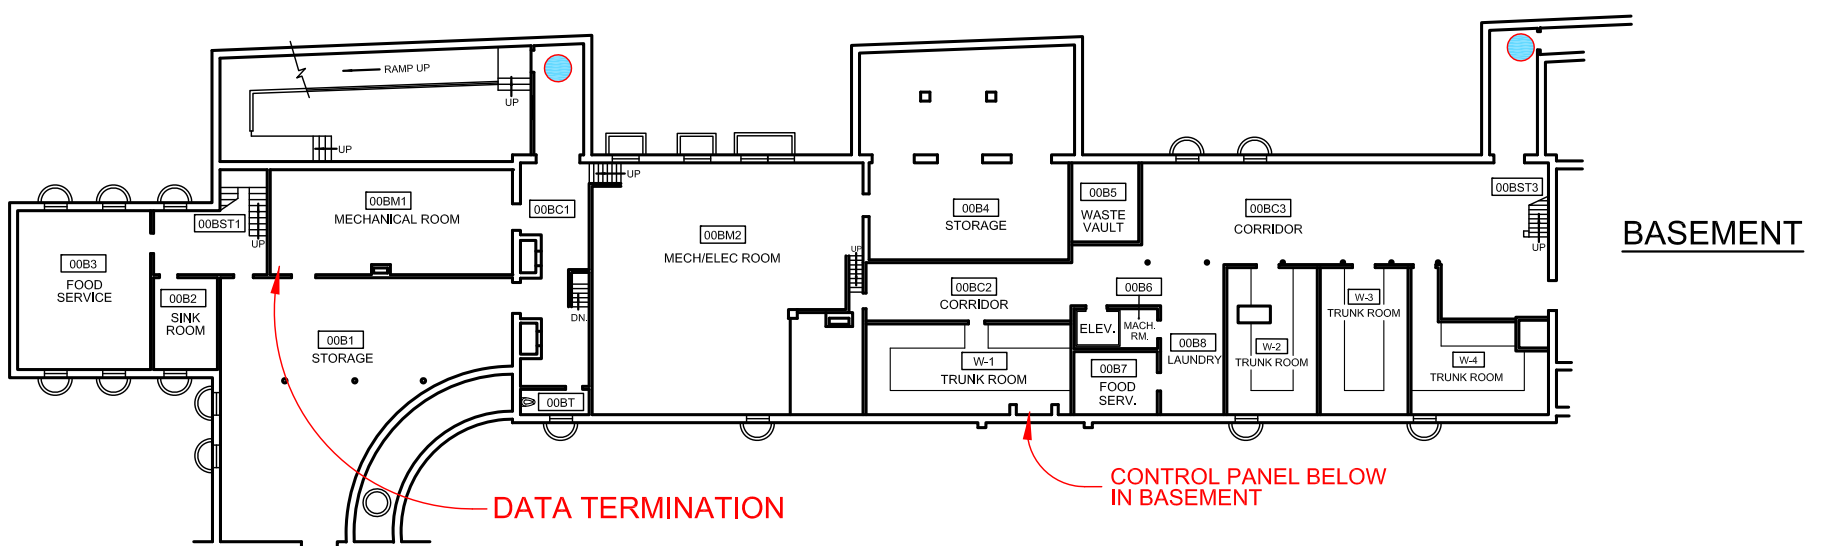 RAMP UP
UP
UP
UP
00BM1
MECHANICAL ROOM
00BC1
00BST1
UP
00BM2
MECH/ELEC ROOM
00B4
STORAGE
00B5
WASTE
VAULT
00BC3
CORRIDOR
00BST3
UP
BASEMENT
00B3
FOOD
SERVICE
00B2
SINK
ROOM
00B1
STORAGE
DN.
UP
00BC2
CORRIDOR
00B6
ELEV.
MACH.
RM.
00B8
LAUNDRY
W-1
TRUNK ROOM
00B7
FOOD
SERV.
W-2
TRUNK ROOM
W-3
TRUNK ROOM
W-4
TRUNK ROOM
00BT
DATA TERMINATION
CONTROL PANEL BELOW
IN BASEMENT